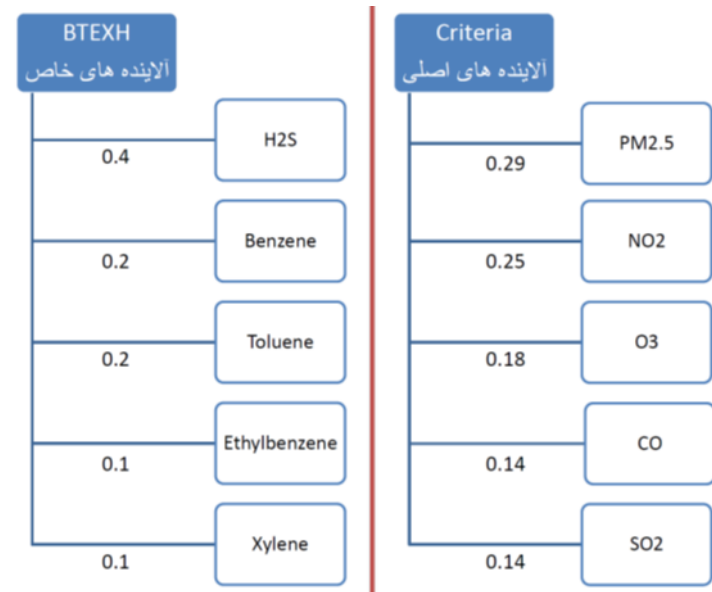 BTEXH
آلاینده های خاص
H2S
0.4
Benzene
0.2
Toluene
0.2
Ethylbenzene
0.1
Xylene
0.1
Criteria
آلاینده های اصلی
PM2.5
0.29
NO2
0.25
O3
0.18
CO
0.14
SO2
0.14